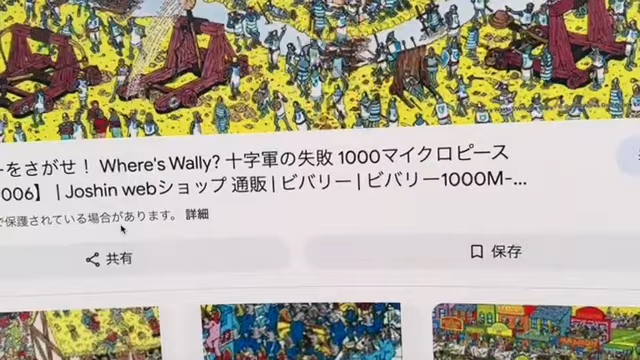 ーをさがせ！ Where's Wally? 十字軍の失敗 1000マイクロピース
006】 | Joshin webショップ 通販 | ビバリー | ビバリー1000M-...
で保護されている場合があります。 詳細
共有
保存